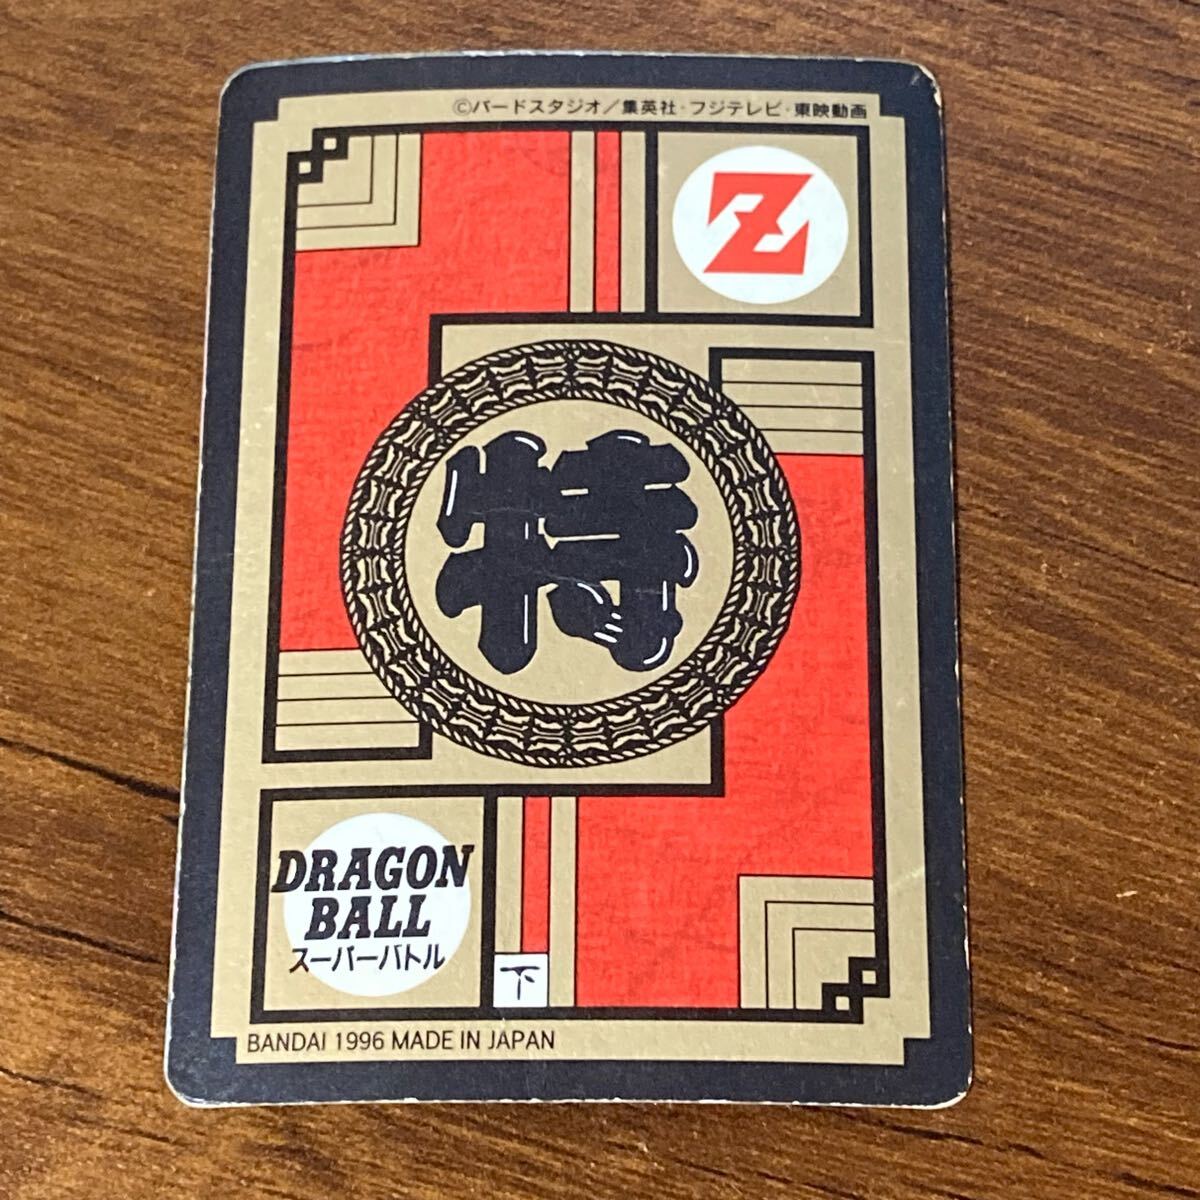 ©バードスタジオ／集英社・フジテレビ・東映動画
Z
特
DRAGON
BALL
スーパーバトル
下
BANDAI 1996 MADE IN JAPAN